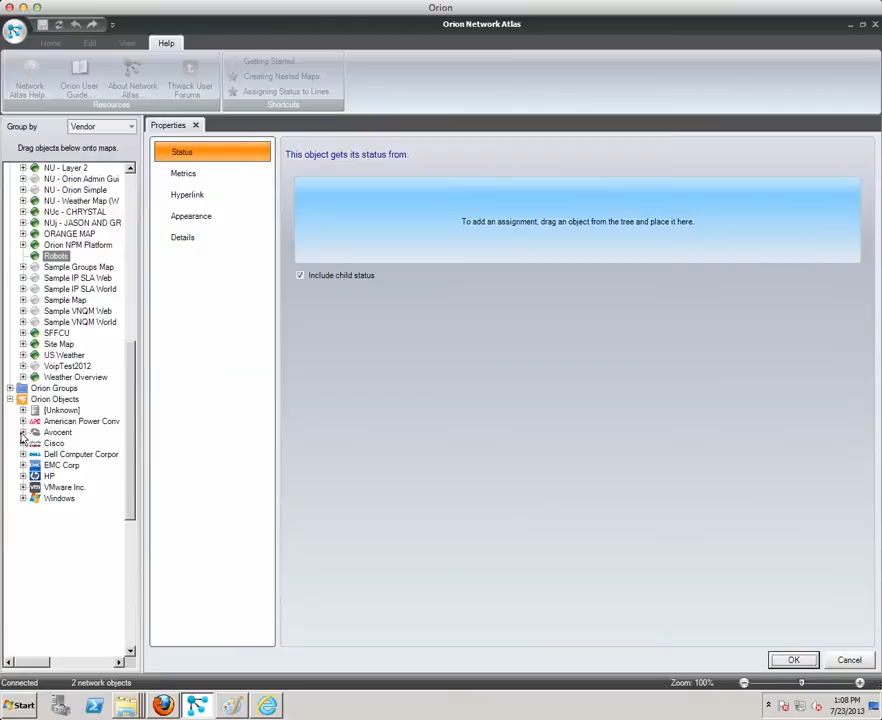 Orion
Orion Network Atlas
Home
Edit
View
Help
Network
Atlas Help...
Orion User
Guide...
About Network
Atlas...
Thwack User
Forums...
Resources
Getting Started...
Creating Nested Maps...
Assigning Status to Lines...
Shortcuts
Group by
Vendor
Drag objects below onto maps.
NU - Layer 2
NU - Orion Admin Gui
NU - Orion Simple
NU - Weather Map (W
NUc - CHRYSTAL
NUj - JASON AND GR
ORANGE MAP
Orion NPM Platform
Robots
Sample Groups Map
Sample IP SLA Web
Sample IP SLA World
Sample Map
Sample VNQM Web
Sample VNQM World
SFFCU
Site Map
US Weather
VoipTest2012
Weather Overview
Orion Groups
Orion Objects
[Unknown]
APC American Power Conv
Avocent
Cisco
DELL Dell Computer Corpor
EMC Corp
HP
VMware Inc.
Windows
Properties
Status
Metrics
Hyperlink
Appearance
Details
This object gets its status from:
To add an assignment, drag an object from the tree and place it here.
Include child status
OK
Cancel
Connected
2 network objects
Zoom: 100%
Start
1:08 PM
7/23/2013